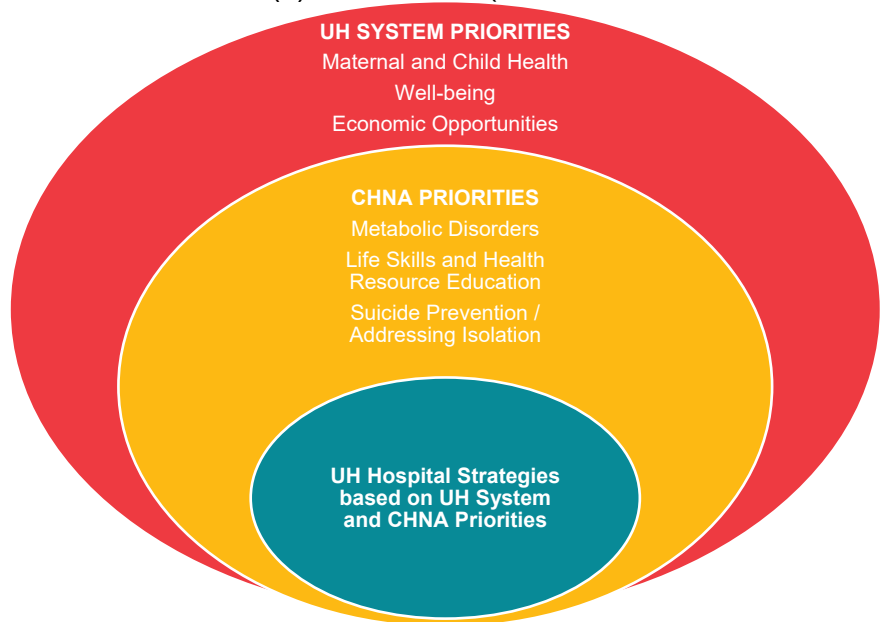 UH SYSTEM PRIORITIES
Maternal and Child Health
Well-being
Economic Opportunities
CHNA PRIORITIES
Metabolic Disorders
Life Skills and Health
Resource Education
Suicide Prevention /
Addressing Isolation
UH Hospital Strategies
based on UH System
and CHNA Priorities